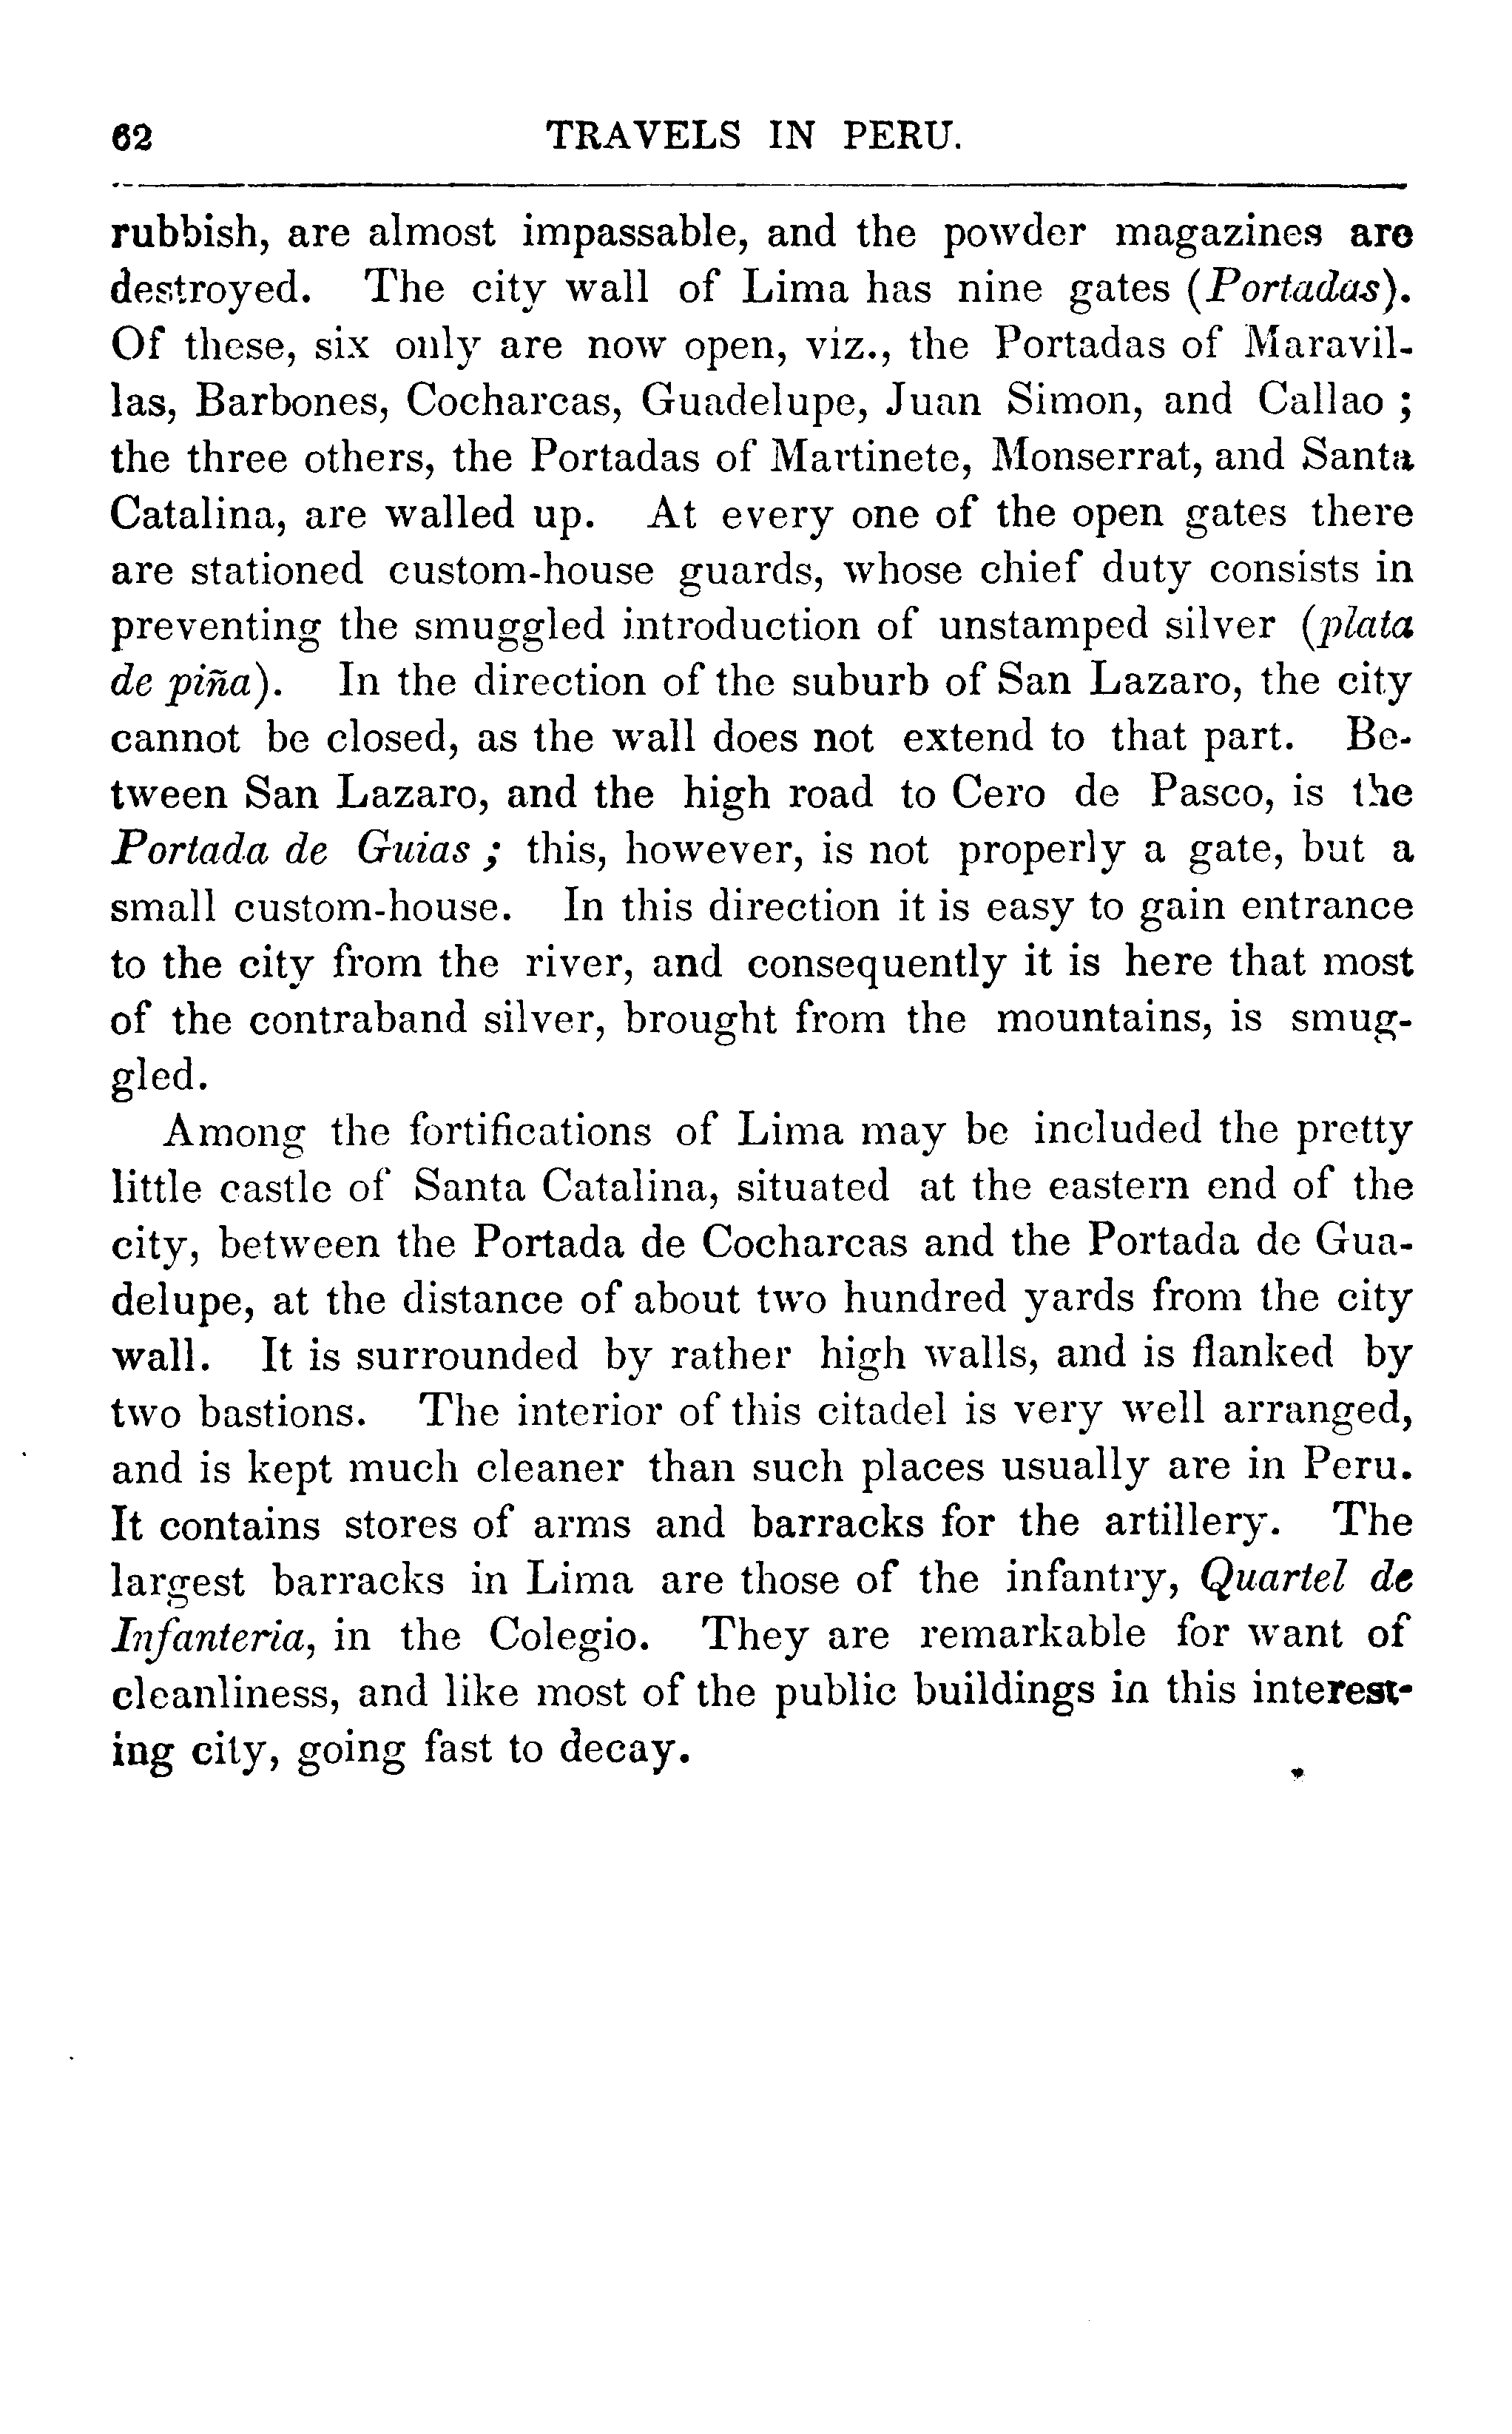 62 TRAVELS IN PERU.
rubbish, are almost impassable, and the powder magazines are
destroyed. The city wall of Lima has nine gates (Portadas).
Of these, six only are now open, viz., the Portadas of Maravil-
las, Barbones, Cocharcas, Guadelupe, Juan Simon, and Callao ;
the three others, the Portadas of Martinete, Monserrat, and Santa
Catalina, are walled up. At every one of the open gates there
are stationed custom-house guards, whose chief duty consists in
preventing the smuggled introduction of unstamped silver (plata
de piña). In the direction of the suburb of San Lazaro, the city
cannot be closed, as the wall does not extend to that part. Be-
tween San Lazaro, and the high road to Cero de Pasco, is the
Portada de Guias ; this, however, is not properly a gate, but a
small custom-house. In this direction it is easy to gain entrance
to the city from the river, and consequently it is here that most
of the contraband silver, brought from the mountains, is smug-
gled.
Among the fortifications of Lima may be included the pretty
little castle of Santa Catalina, situated at the eastern end of the
city, between the Portada de Cocharcas and the Portada de Gua-
delupe, at the distance of about two hundred yards from the city
wall. It is surrounded by rather high walls, and is flanked by
two bastions. The interior of this citadel is very well arranged,
and is kept much cleaner than such places usually are in Peru.
It contains stores of arms and barracks for the artillery. The
largest barracks in Lima are those of the infantry, Quartel de
Infanteria, in the Colegio. They are remarkable for want of
cleanliness, and like most of the public buildings in this interest-
ing city, going fast to decay.